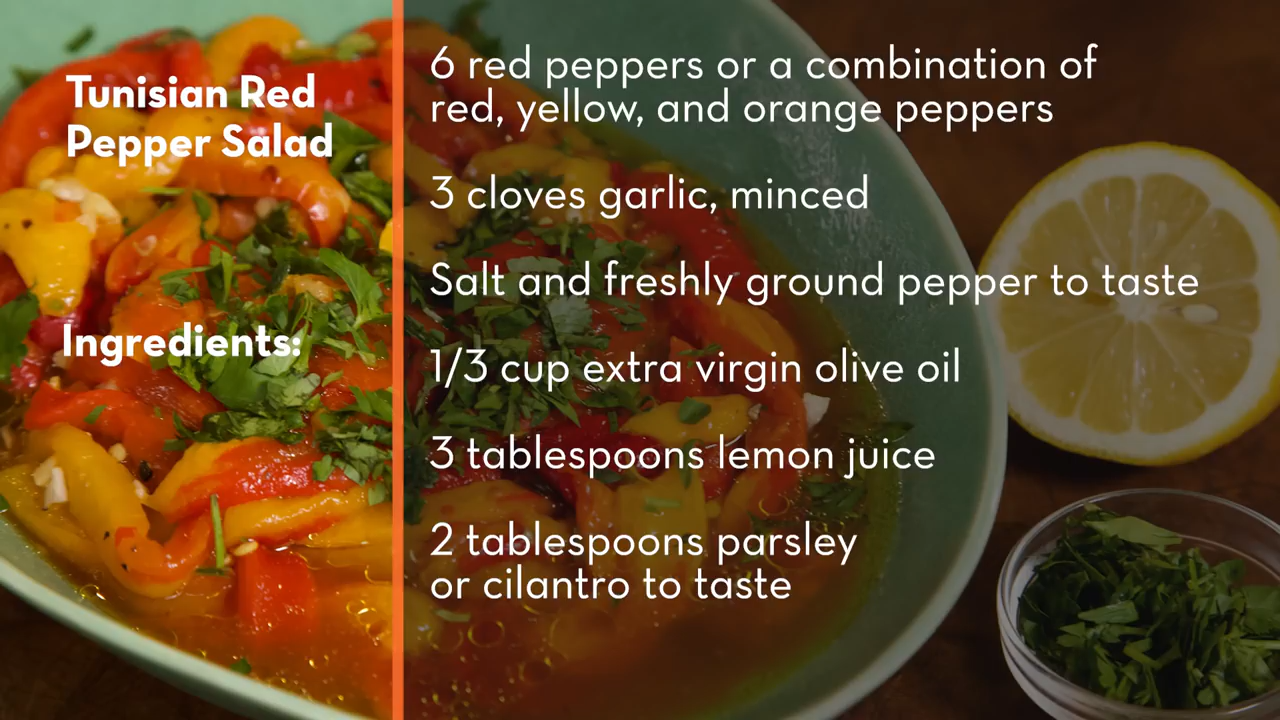 Tunisian Red
Pepper Salad
Ingredients:
6 red peppers or a combination of
red, yellow, and orange peppers
3 cloves garlic, minced
Salt and freshly ground pepper to taste
1/3 cup extra virgin olive oil
3 tablespoons lemon juice
2 tablespoons parsley
or cilantro to taste